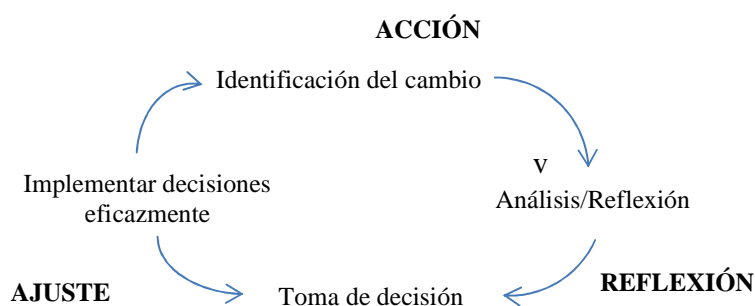 ACCIÓN
Identificación del cambio
v
Análisis/Reflexión
Implementar decisiones
eficazmente
REFLEXIÓN
AJUSTE
Toma de decisión